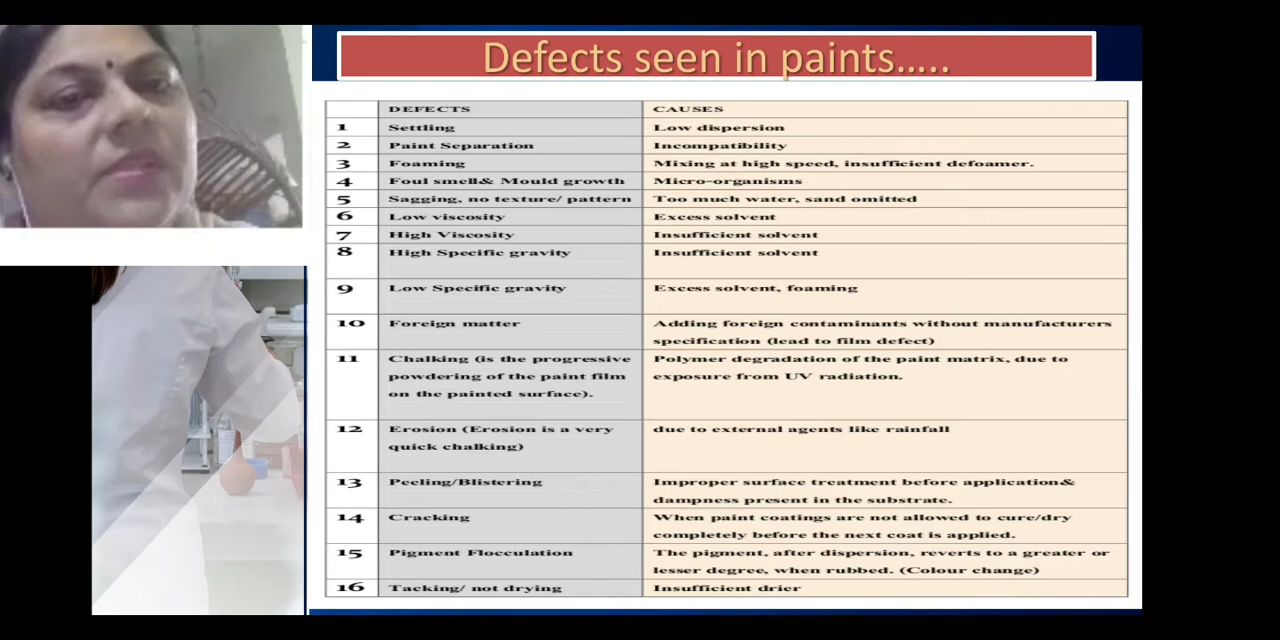 Defects seen in paints.....
DEFECTS CAUSES
1 Settling Low dispersion
2 Paint Separation Incompatibility
3 Foaming Mixing at high speed, insufficient defoamer.
4 Foul smell& Mould growth Micro-organisms
5 Sagging, no texture/ pattern Too much water, sand omitted
6 Low viscosity Excess solvent
7 High Viscosity Insufficient solvent
8 High Specific gravity Insufficient solvent
9 Low Specific gravity Excess solvent, foaming
10 Foreign matter Adding foreign contaminants without manufacturers
specification (lead to film defect)
11 Chalking (is the progressive Polymer degradation of the paint matrix, due to
powdering of the paint film exposure from UV radiation.
on the painted surface).
12 Erosion (Erosion is a very due to external agents like rainfall
quick chalking)
13 Peeling/Blistering Improper surface treatment before application&
dampness present in the substrate.
14 Cracking When paint coatings are not allowed to cure/dry
completely before the next coat is applied.
15 Pigment Flocculation The pigment, after dispersion, reverts to a greater or
lesser degree, when rubbed. (Colour change)
16 Tacking/ not drying Insufficient drier